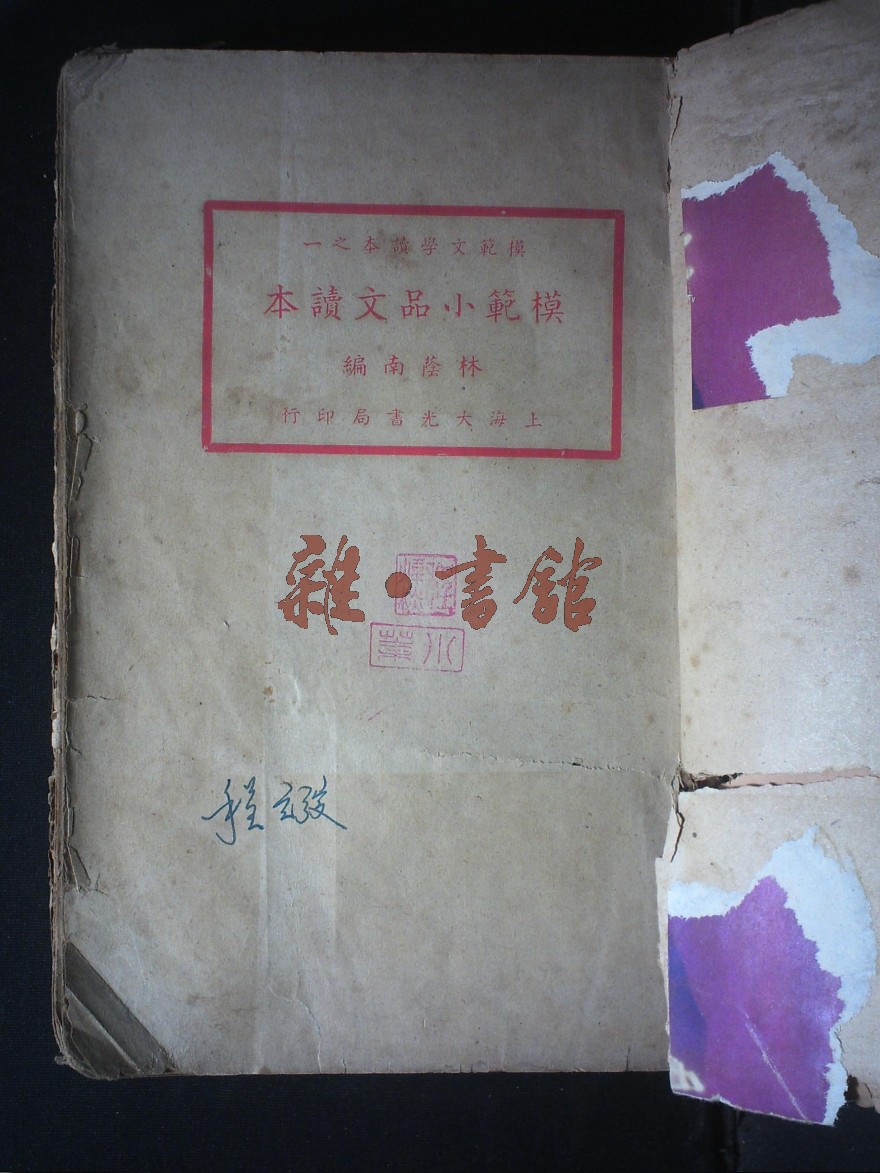 模範文學讀本之一
模範小品文讀本
林蔭南編
上海大光書局印行
雜·書館